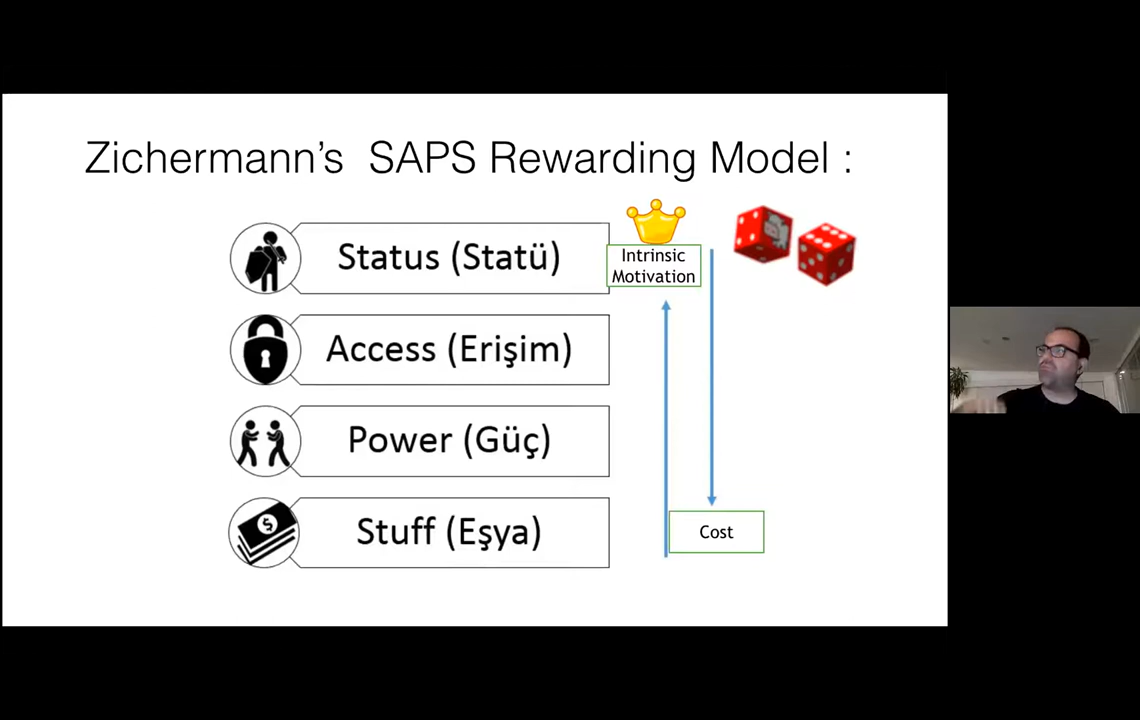 Zichermann's SAPS Rewarding Model :
Status (Statü)
Intrinsic
Motivation
Access (Erişim)
Power (Güç)
Stuff (Eşya)
$
Cost